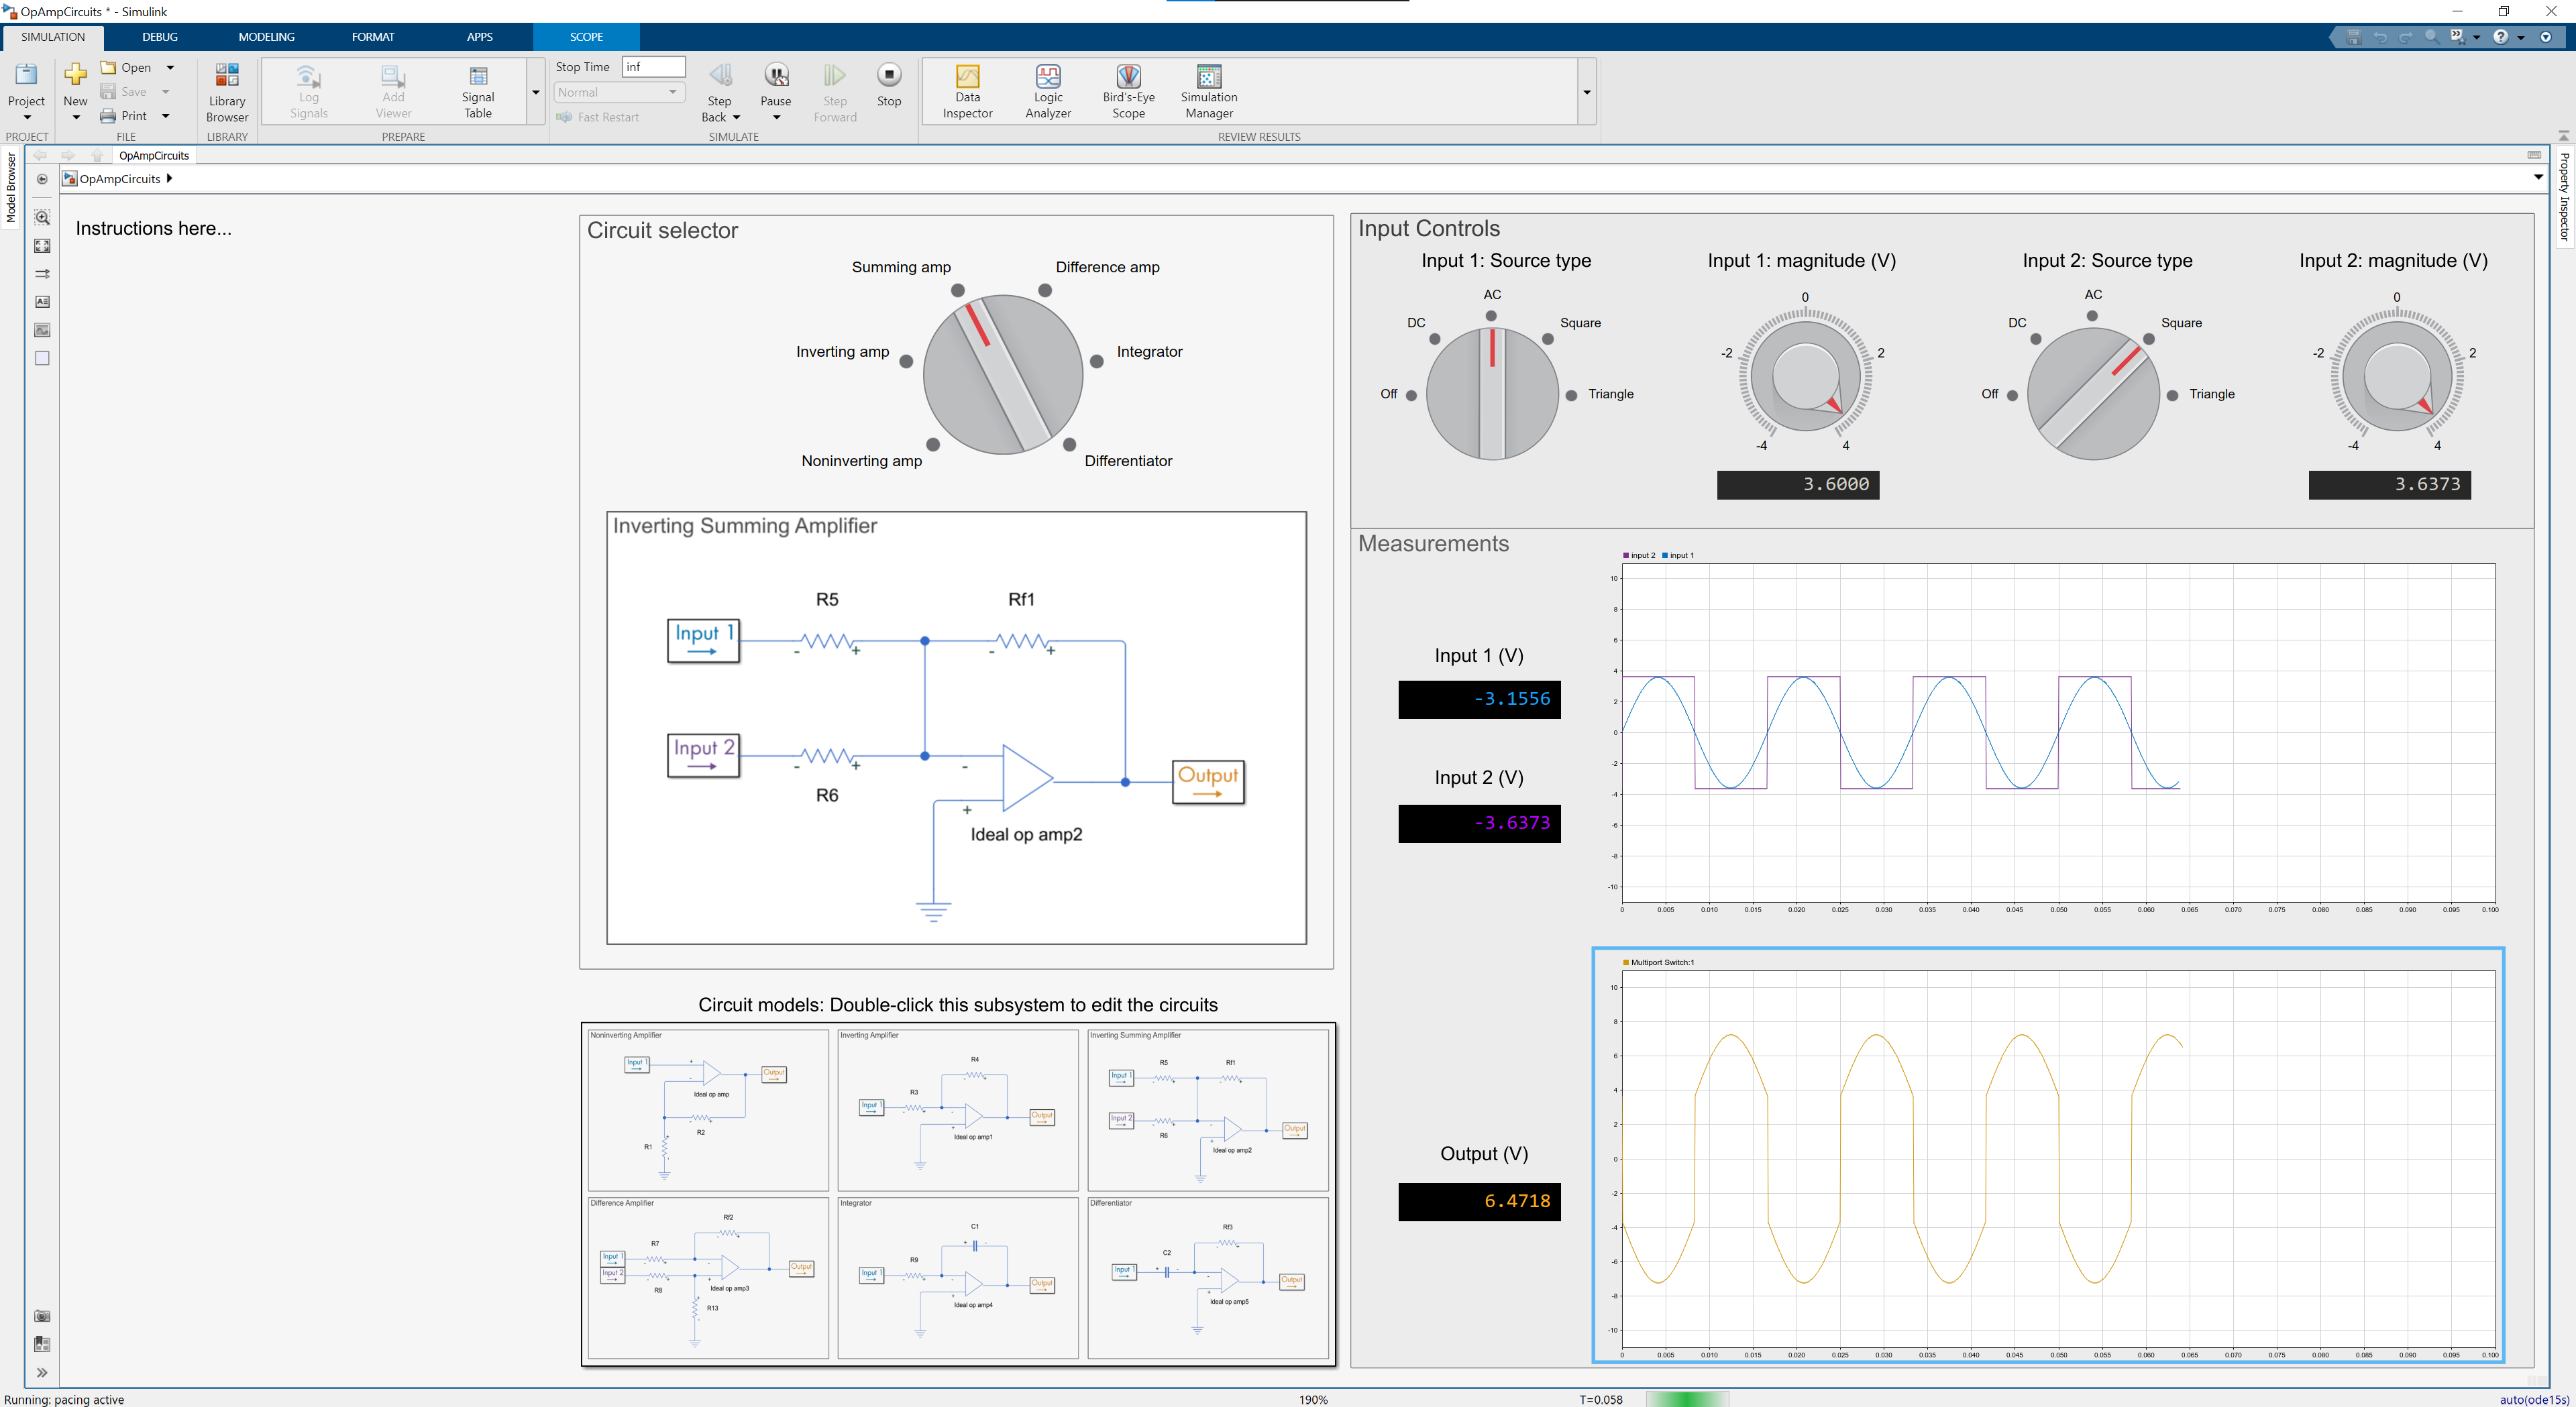 OpAmpCircuits * - Simulink
SIMULATION DEBUG MODELING FORMAT APPS SCOPE
Project New Open Save Print Library Browser Log Signals Add Viewer Signal Table
Stop Time inf
Normal
Fast Restart
Step Back Pause Step Forward Stop
Data Inspector Logic Analyzer Bird's-Eye Scope Simulation Manager
PROJECT FILE LIBRARY PREPARE SIMULATE REVIEW RESULTS
Model Browser
OpAmpCircuits
OpAmpCircuits
Property Inspector
Instructions here...
Circuit selector
Summing amp Difference amp
Inverting amp Integrator
Noninverting amp Differentiator
Inverting Summing Amplifier
R5 Rf1
Input 1
- + - +
Input 2
- + -
Output
R6
+
Ideal op amp2
Circuit models: Double-click this subsystem to edit the circuits
Noninverting Amplifier
Input 1
Output
Ideal op amp
R2
R1
Inverting Amplifier
R4
R3
Input 1
Output
Ideal op amp1
Inverting Summing Amplifier
R5 Rf1
Input 1
Input 2
R6
Output
Ideal op amp2
Difference Amplifier
Rf2
R7
Input 1
Input 2
Output
R8
Ideal op amp3
R13
Integrator
C1
R9
Input 1
Output
Ideal op amp4
Differentiator
Rf3
C2
Input 1
Output
Ideal op amp5
Input Controls
Input 1: Source type Input 1: magnitude (V) Input 2: Source type Input 2: magnitude (V)
Off DC AC Square Triangle
-4 -2 0 2 4
3.6000
Off DC AC Square Triangle
-4 -2 0 2 4
3.6373
Measurements
Input 1 (V)
-3.1556
Input 2 (V)
-3.6373
input 2 input 1
10
8
6
4
2
0
-2
-4
-6
-8
-10
0 0.005 0.010 0.015 0.020 0.025 0.030 0.035 0.040 0.045 0.050 0.055 0.060 0.065 0.070 0.075 0.080 0.085 0.090 0.095 0.100
Output (V)
6.4718
Multiport Switch:1
10
8
6
4
2
0
-2
-4
-6
-8
-10
0 0.005 0.010 0.015 0.020 0.025 0.030 0.035 0.040 0.045 0.050 0.055 0.060 0.065 0.070 0.075 0.080 0.085 0.090 0.095 0.100
Running: pacing active 190% T=0.058 auto(ode15s)